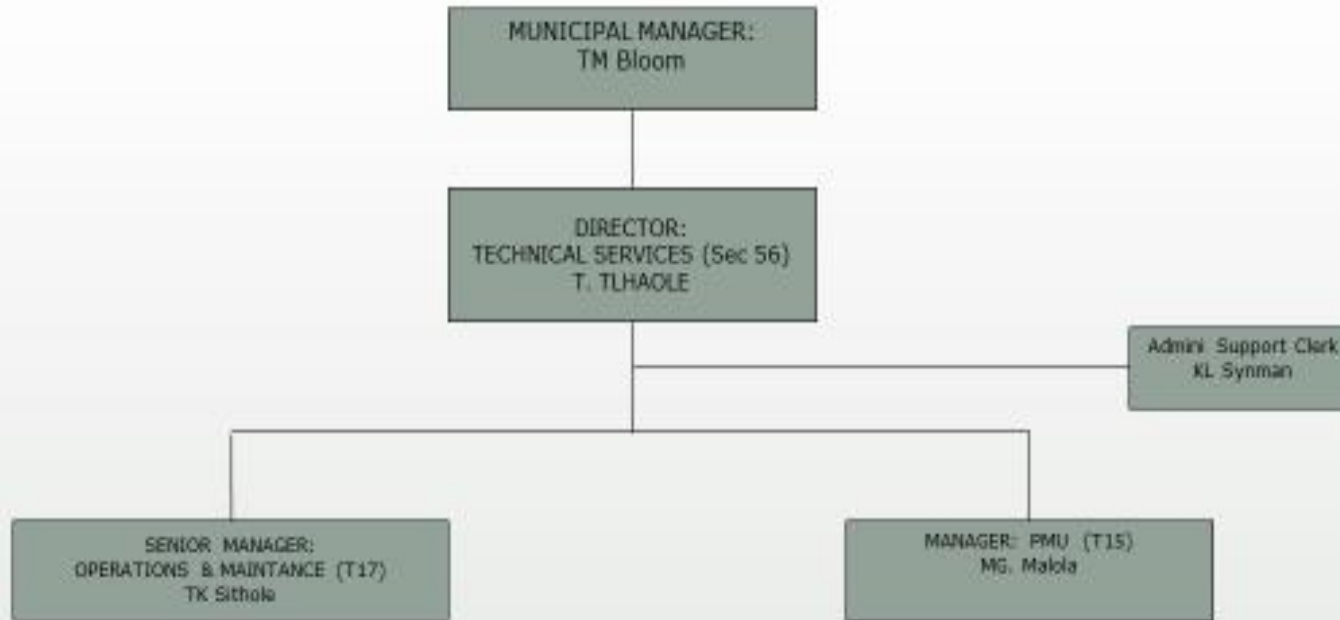 MUNICIPAL MANAGER:
TM Bloom
DIRECTOR:
TECHNICAL SERVICES (Sec 56)
T. TLHAOLE
Admini Support Clerk
KL Synman
SENIOR MANAGER:
OPERATIONS & MAINTANCE (T17)
TK Sithole
MANAGER: PMU (T15)
MG. Malola